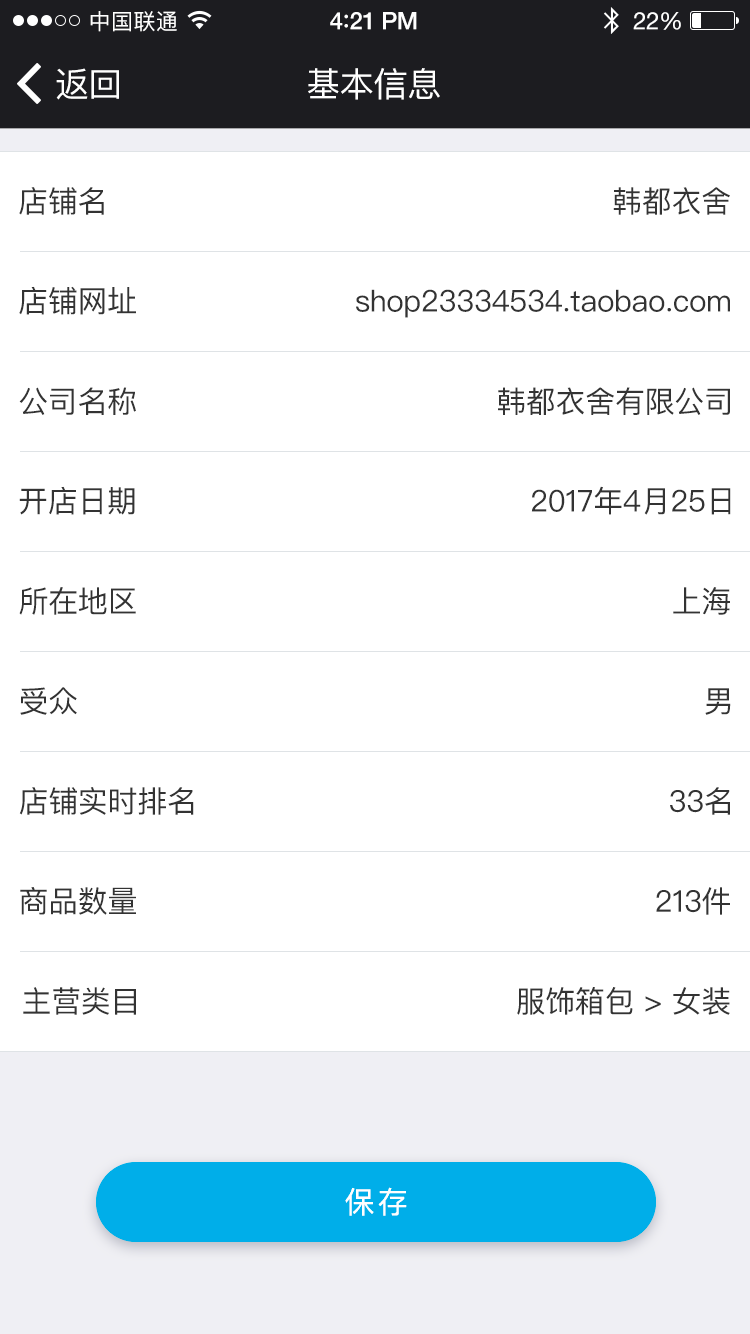 中国联通 4:21 PM 22%
返回 基本信息
店铺名 韩都衣舍
店铺网址 shop23334534.taobao.com
公司名称 韩都衣舍有限公司
开店日期 2017年4月25日
所在地区 上海
受众 男
店铺实时排名 33名
商品数量 213件
主营类目 服饰箱包 > 女装
保存